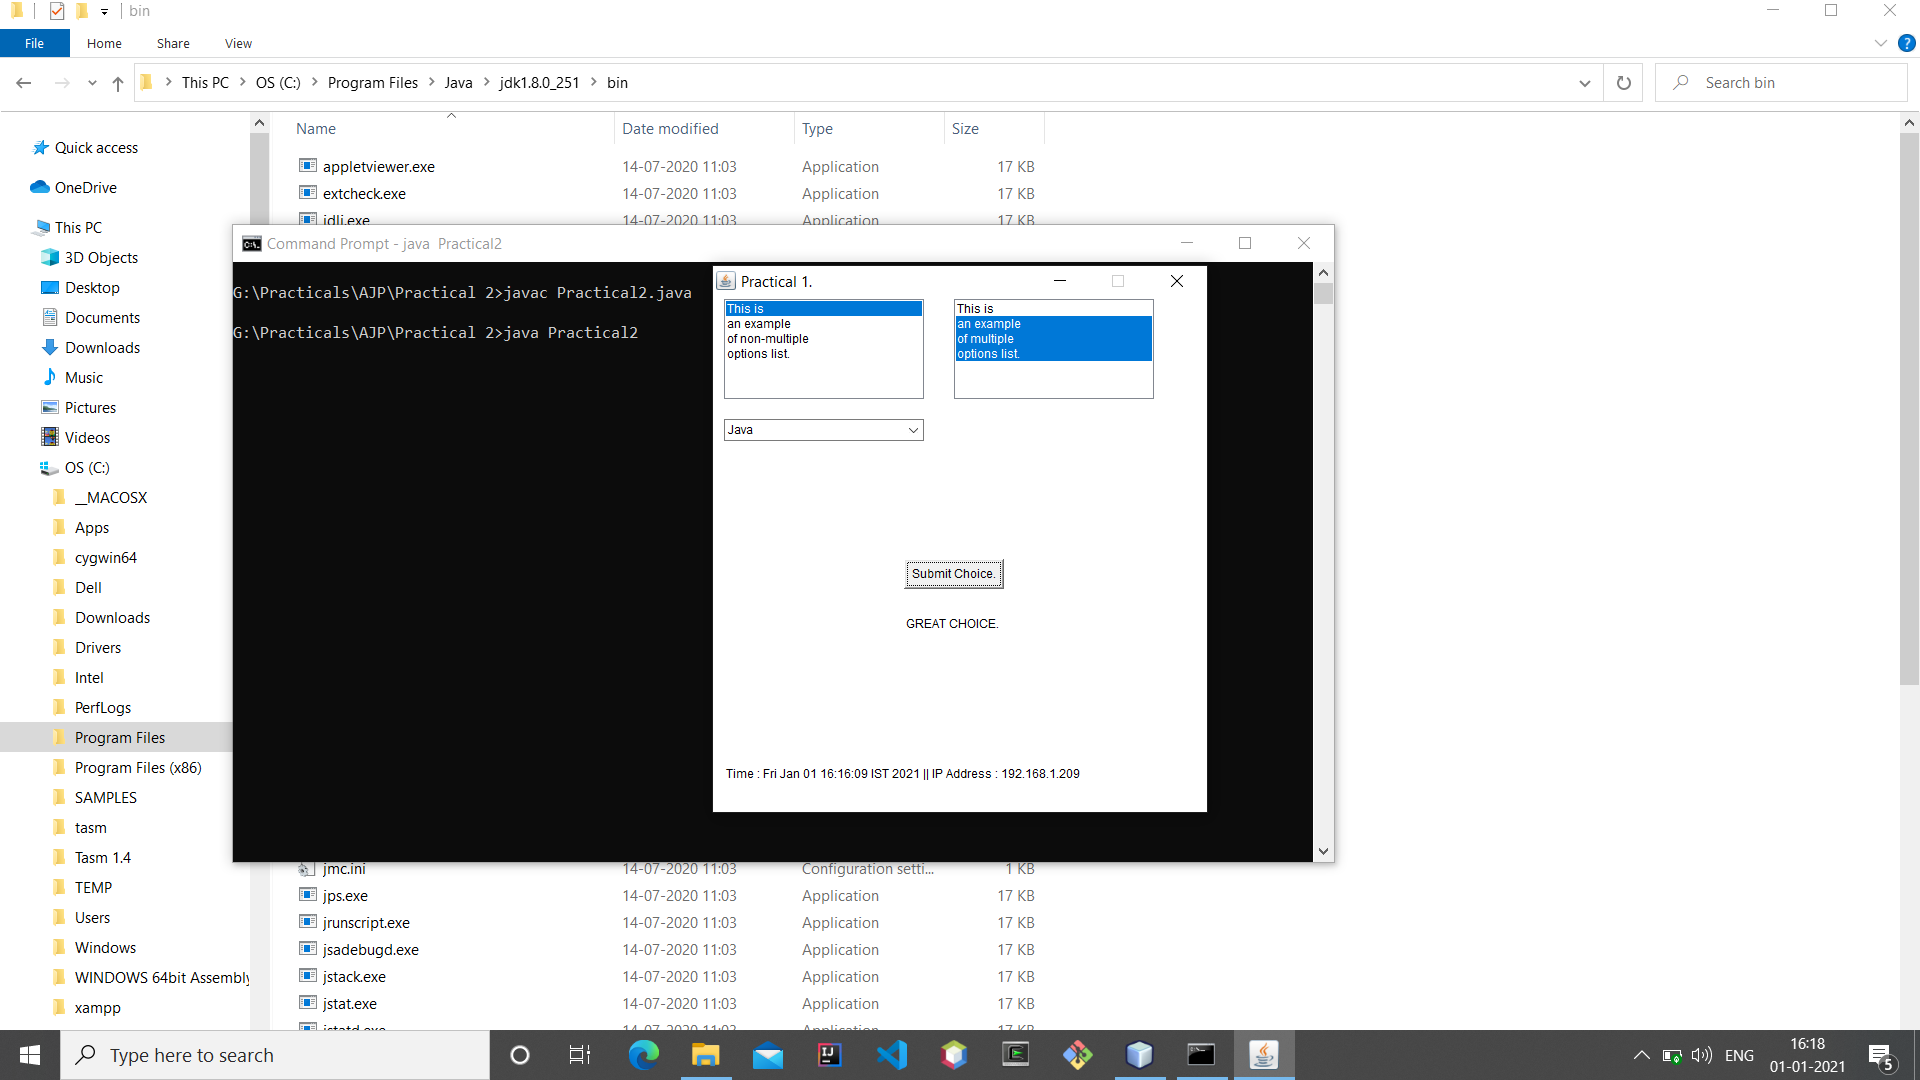 bin
File Home Share View
This PC OS (C:) Program Files Java jdk1.8.0_251 bin
Search bin
Name Date modified Type Size
Quick access
OneDrive
This PC
3D Objects
Desktop
Documents
Downloads
Music
Pictures
Videos
OS (C:)
__MACOSX
Apps
cygwin64
Dell
Downloads
Drivers
Intel
PerfLogs
Program Files
Program Files (x86)
SAMPLES
tasm
Tasm 1.4
TEMP
Users
Windows
WINDOWS 64bit Assembly
xampp
appletviewer.exe 14-07-2020 11:03 Application 17 KB
extcheck.exe 14-07-2020 11:03 Application 17 KB
idlj.exe 14-07-2020 11:03 Application 17 KB
Command Prompt - java  Practical2
G:\Practicals\AJP\Practical 2>javac Practical2.java
G:\Practicals\AJP\Practical 2>java Practical2
Practical 1.
This is
an example
of non-multiple
options list.
This is
an example
of multiple
options list.
Java
Submit Choice.
GREAT CHOICE.
Time : Fri Jan 01 16:16:09 IST 2021 || IP Address : 192.168.1.209
jmc.ini 14-07-2020 11:03 Configuration setti... 1 KB
jps.exe 14-07-2020 11:03 Application 17 KB
jrunscript.exe 14-07-2020 11:03 Application 17 KB
jsadebugd.exe 14-07-2020 11:03 Application 17 KB
jstack.exe 14-07-2020 11:03 Application 17 KB
jstat.exe 14-07-2020 11:03 Application 17 KB
jstatd.exe 14-07-2020 11:03 Application 17 KB
Type here to search
ENG
16:18
01-01-2021
5